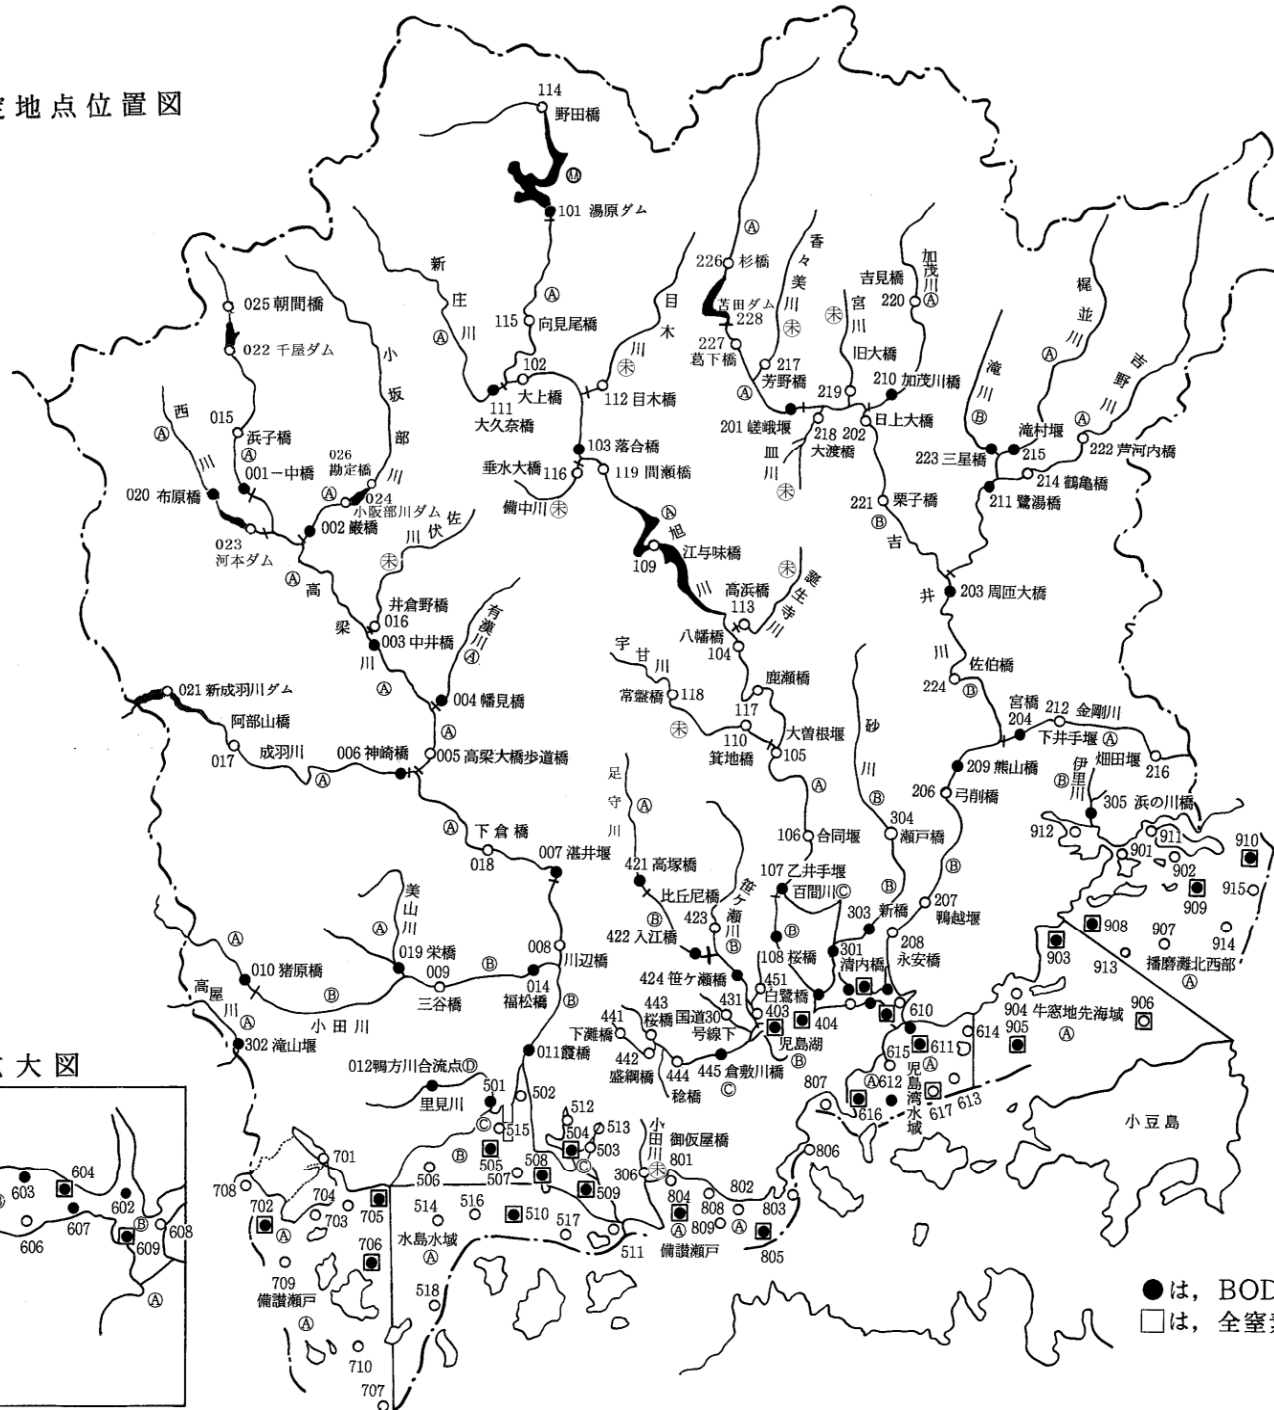 定地点位置図
114
野田橋
AA
101 湯原ダム
新庄川
A
A
115 向見尾橋
102
大上橋
111
大久奈橋
目木川
未
112 目木橋
103 落合橋
垂水大橋
116
119 間瀬橋
備中川 未
A
旭川
109
江与味橋
025 朝間橋
022 千屋ダム
015
浜子橋
A
001 一中橋
西川
A
020 布原橋
023
河本ダム
小坂部川
026
勘定橋
A
024
小阪部川ダム
002 巌橋
佐伏川
未
A
高梁川
井倉野橋
016
003 中井橋
A
有漢川
A
004 幡見橋
A
005 高梁大橋歩道橋
021 新成羽川ダム
阿部山橋
017
成羽川
A
006 神崎橋
A
下倉橋
018
007 湛井堰
226 杉橋
A
苫田ダム
228
227
葛下橋
A
香々美川
未
217
芳野橋
宮川
未
旧大橋
219
吉見橋
220
加茂川
A
210 加茂川橋
201 嵯峨堰
218
大渡橋
皿川
未
202
日上大橋
滝川
B
梶並川
A
吉野川
A
滝村堰
215
223 三星橋
222 芦河内橋
214 鶴亀橋
211 鷺湯橋
221
栗子橋
B
吉井川
203 周匝大橋
佐伯橋
224
B
宮橋
204
212 金剛川
下井手堰 A
畑田堰
216
209 熊山橋
206 弓削橋
伊里川
B
305 浜の川橋
高浜橋
113
誕生寺川
未
八幡橋
104
鹿瀬橋
117
宇甘川
常盤橋 118
未
110
箕地橋
大曽根堰
105
A
106 合同堰
砂川
B
304
瀬戸橋
B
B
207
鴨越堰
107 乙井手堰
百間川 C
303 新橋
301
208
永安橋
清内橋
B
108 桜橋
足守川
A
421 高塚橋
比丘尼橋
B
422 入江橋
423
笹ケ瀬川
B
424 笹ケ瀬橋
451
白鷺橋
431
403
国道30号線下
404
児島湖
B
443
桜橋
441
下灘橋
442
盛綱橋
444
稔橋
445 倉敷川橋
C
美山川
A
019 栄橋
009
三谷橋
B
008
川辺橋
014
福松橋
B
A
010 猪原橋
B
小田川
高屋川
A
302 滝山堰
011 霞橋
012 鴨方川合流点 D
里見川
501
502
C
515
505
B
506
507
508
512
513
504
503
C
509
514
516
510
517
511
水島水域
A
518
701
708
702
704
703
705
A
706
709
備讃瀬戸
A
710
707
小田川
未
306
御仮屋橋
801
804
802
808
809
A
A
803
805
備讃瀬戸
806
807
610
615
611
A
612
A
616
児島湾水域
617
613
614
904
905
牛窓地先海域
A
906
903
908
913
907
914
播磨灘北西部
A
912
901
911
902
909
910
915
小豆島
大図
603
604
602
607
606
B
609
608
A
●は，BOD
□は，全窒